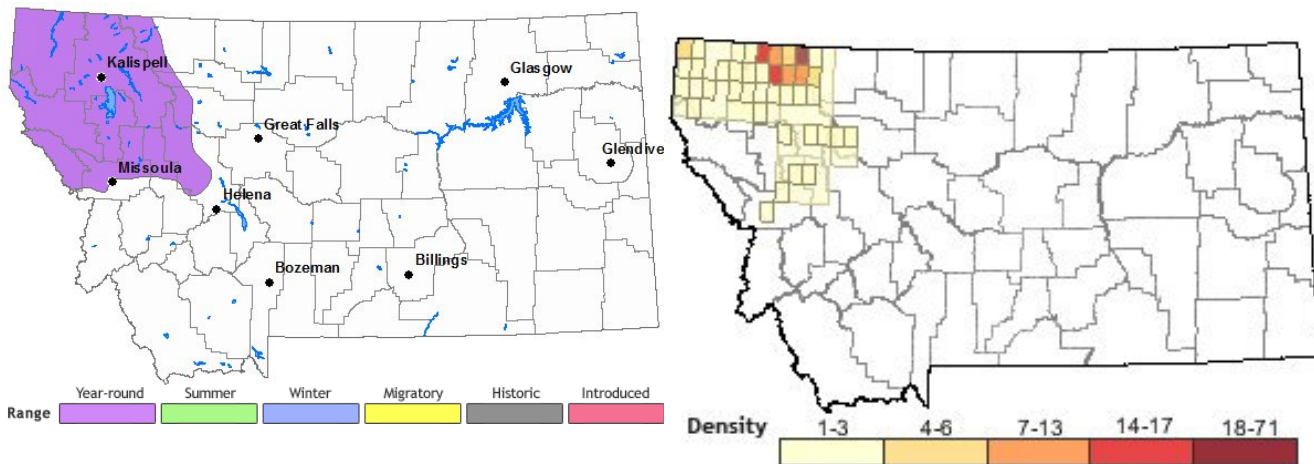 Kalispell
Glasgow
Great Falls
Glendive
Missoula
Helena
Bozeman
Billings
Year-round Summer Winter Migratory Historic Introduced
Range
Density 1-3 4-6 7-13 14-17 18-71